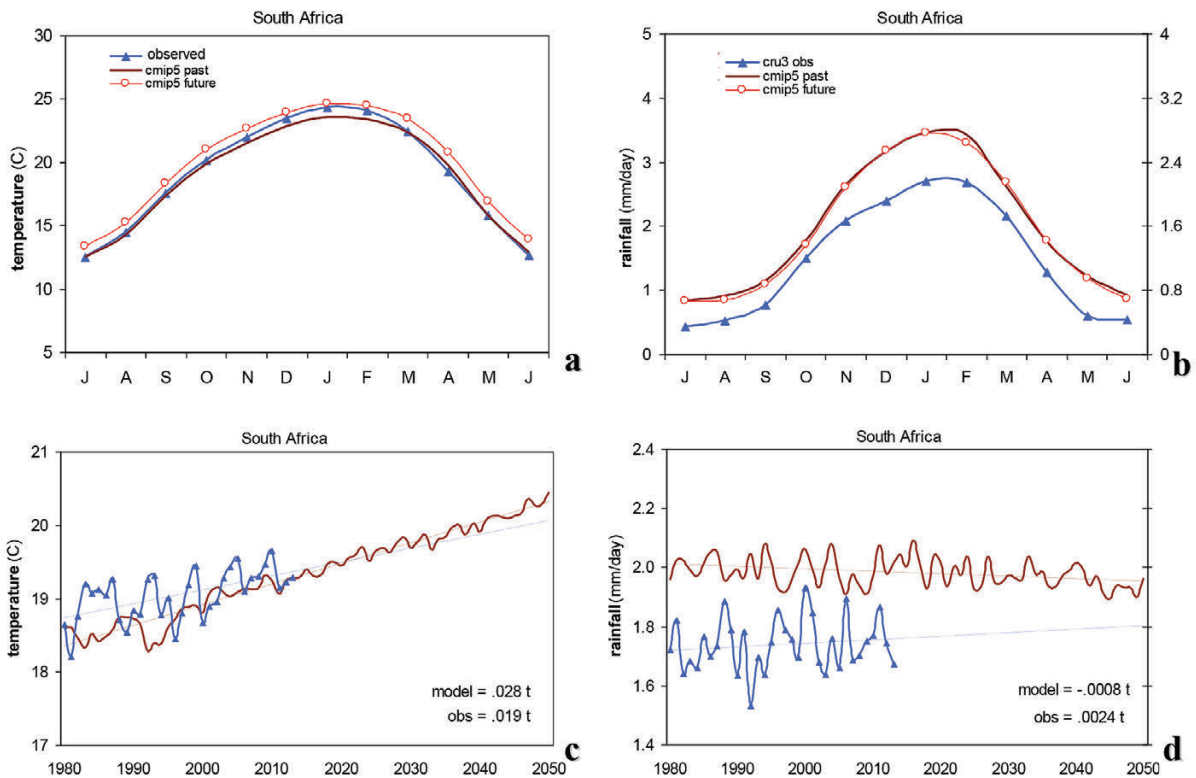 South Africa
30
25
20
15
10
5
temperature (C)
observed
cmip5 past
cmip5 future
J A S O N D J F M A M J
a
South Africa
5
4
3
2
1
0
rainfall (mm/day)
cru3 obs
cmip5 past
cmip5 future
4
3.2
2.4
1.6
0.8
0
J A S O N D J F M A M J
b
South Africa
21
20
19
18
17
temperature (C)
model = .028 t
obs = .019 t
1980 1990 2000 2010 2020 2030 2040 2050
c
South Africa
2.4
2.2
2.0
1.8
1.6
1.4
rainfall (mm/day)
model = -.0008 t
obs = .0024 t
1980 1990 2000 2010 2020 2030 2040 2050
d